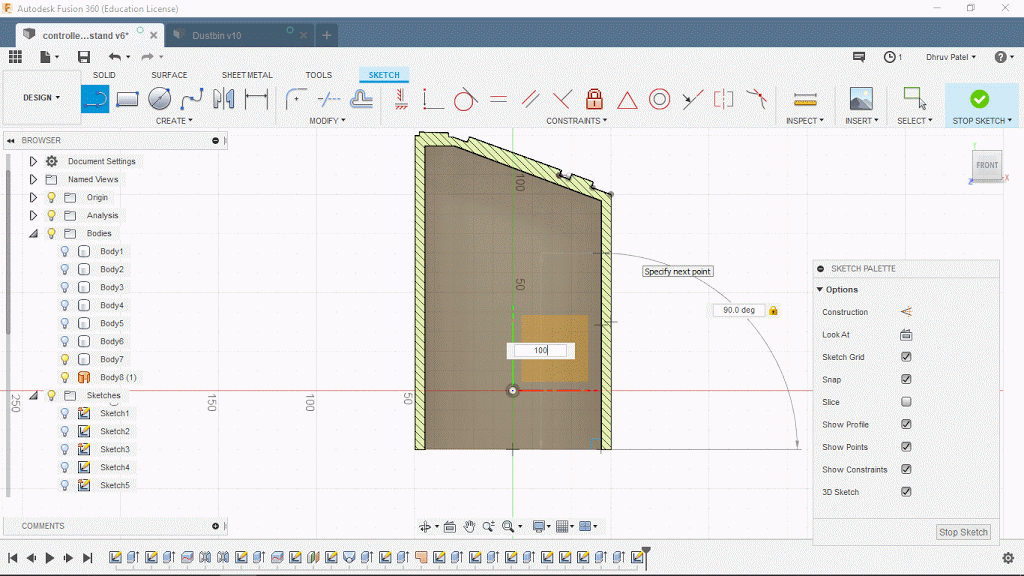 Autodesk Fusion 360 (Education License)
controlle...stand v6*
Dustbin v10
1
Dhruv Patel
SOLID
SURFACE
SHEET METAL
TOOLS
SKETCH
DESIGN
CREATE
MODIFY
CONSTRAINTS
INSPECT
INSERT
SELECT
STOP SKETCH
BROWSER
Document Settings
Named Views
Origin
Analysis
Bodies
Body1
Body2
Body3
Body4
Body5
Body6
Body7
Body8 (1)
Sketches
Sketch1
Sketch2
Sketch3
Sketch4
Sketch5
COMMENTS
250
150
100
50
100
50
Specify next point
90.0 deg
100
FRONT
X
Y
Z
SKETCH PALETTE
Options
Construction
Look At
Sketch Grid
Snap
Slice
Show Profile
Show Points
Show Constraints
3D Sketch
Stop Sketch